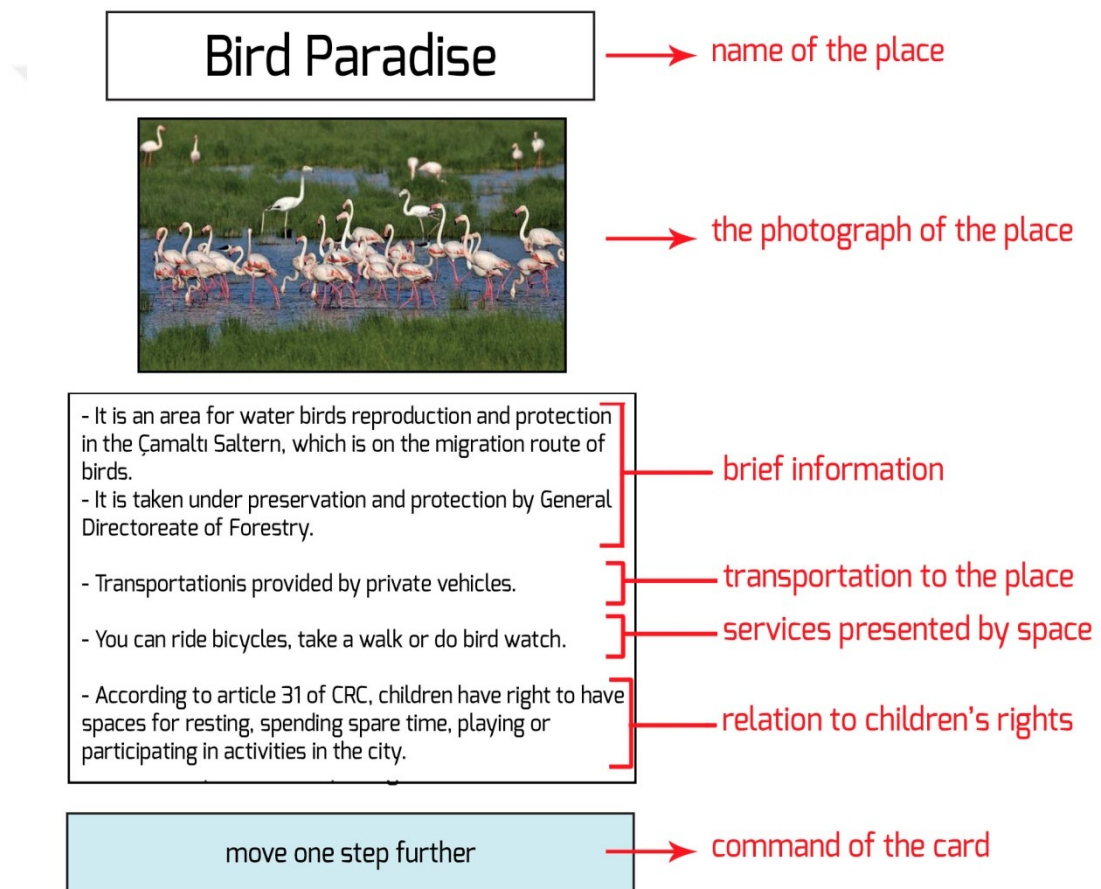 Bird Paradise
name of the place
the photograph of the place
- It is an area for water birds reproduction and protection
in the Çamaltı Saltern, which is on the migration route of
birds.
- It is taken under preservation and protection by General
Directoreate of Forestry.
brief information
- Transportationis provided by private vehicles.
transportation to the place
- You can ride bicycles, take a walk or do bird watch.
services presented by space
- According to article 31 of CRC, children have right to have
spaces for resting, spending spare time, playing or
participating in activities in the city.
relation to children's rights
move one step further
command of the card